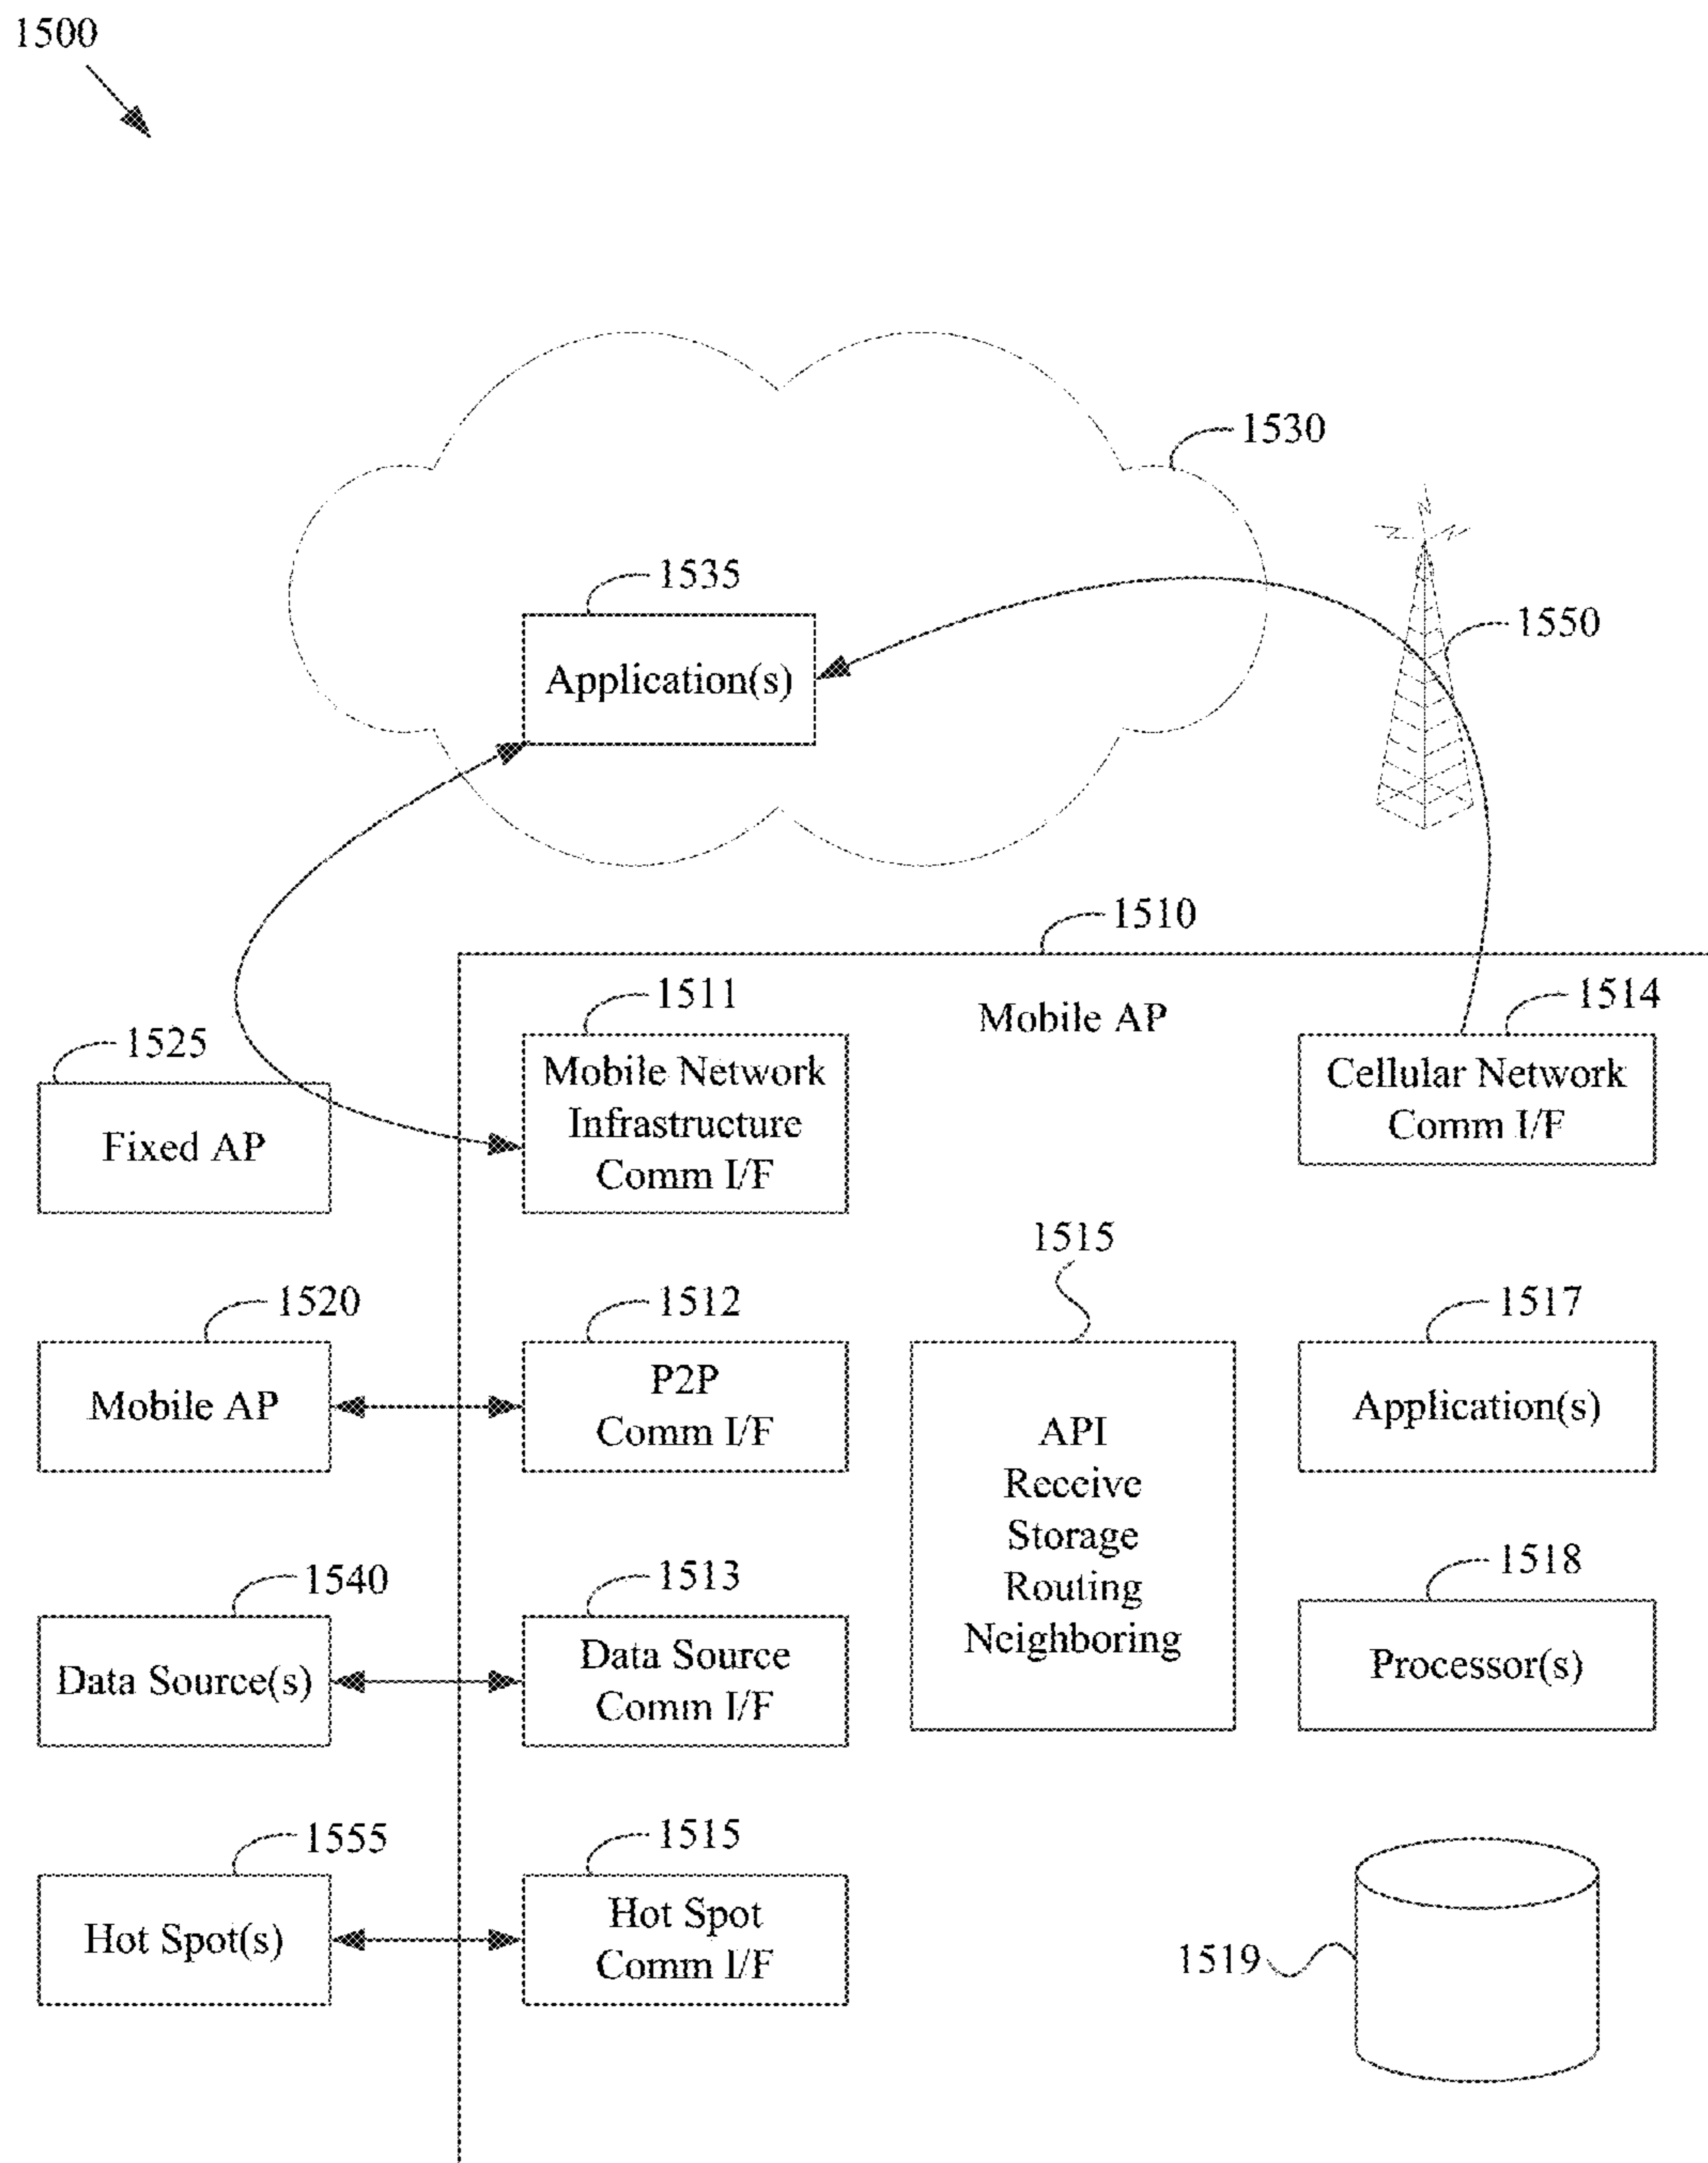 1500
1530
1535
1550
Application(s)
1510
1511
Mobile AP
1514
1525
Mobile Network
Infrastructure
Comm I/F
Cellular Network
Comm I/F
Fixed AP
1515
1520
1512
1517
Mobile AP
P2P
Comm I/F
API
Receive
Storage
Routing
Neighboring
Application(s)
1540
1513
1518
Data Source(s)
Data Source
Comm I/F
Processor(s)
1555
1515
Hot Spot(s)
Hot Spot
Comm I/F
1519